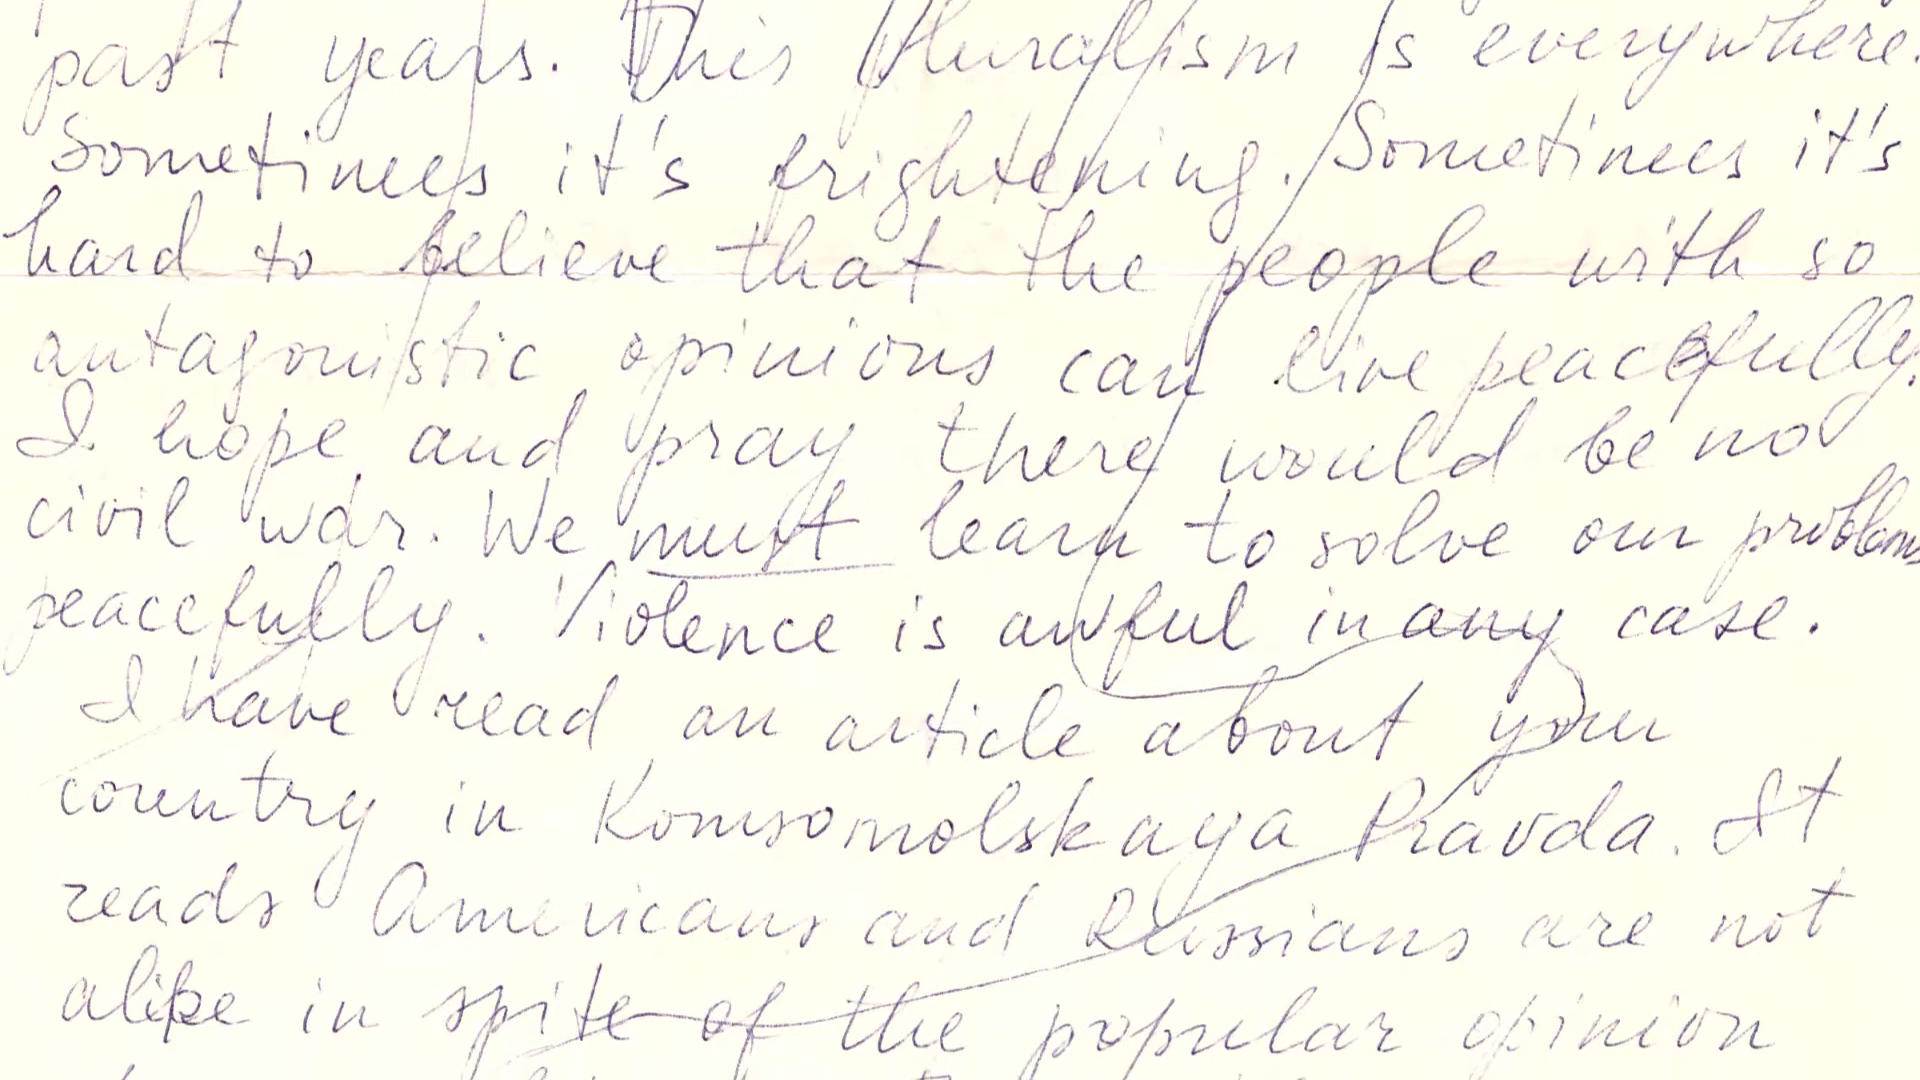 past years. This pluralism is everywhere.
Sometimes it's frightening. Sometimes it's
hard to believe that the people with so
antagonistic opinions can live peacefully.
I hope and pray there would be no
civil war. We must learn to solve our problems
peacefully. Violence is awful in any case.
I have read an article about your
country in Komsomolskaya Pravda. It
reads Americans and Russians are not
alike in spite of the popular opinion